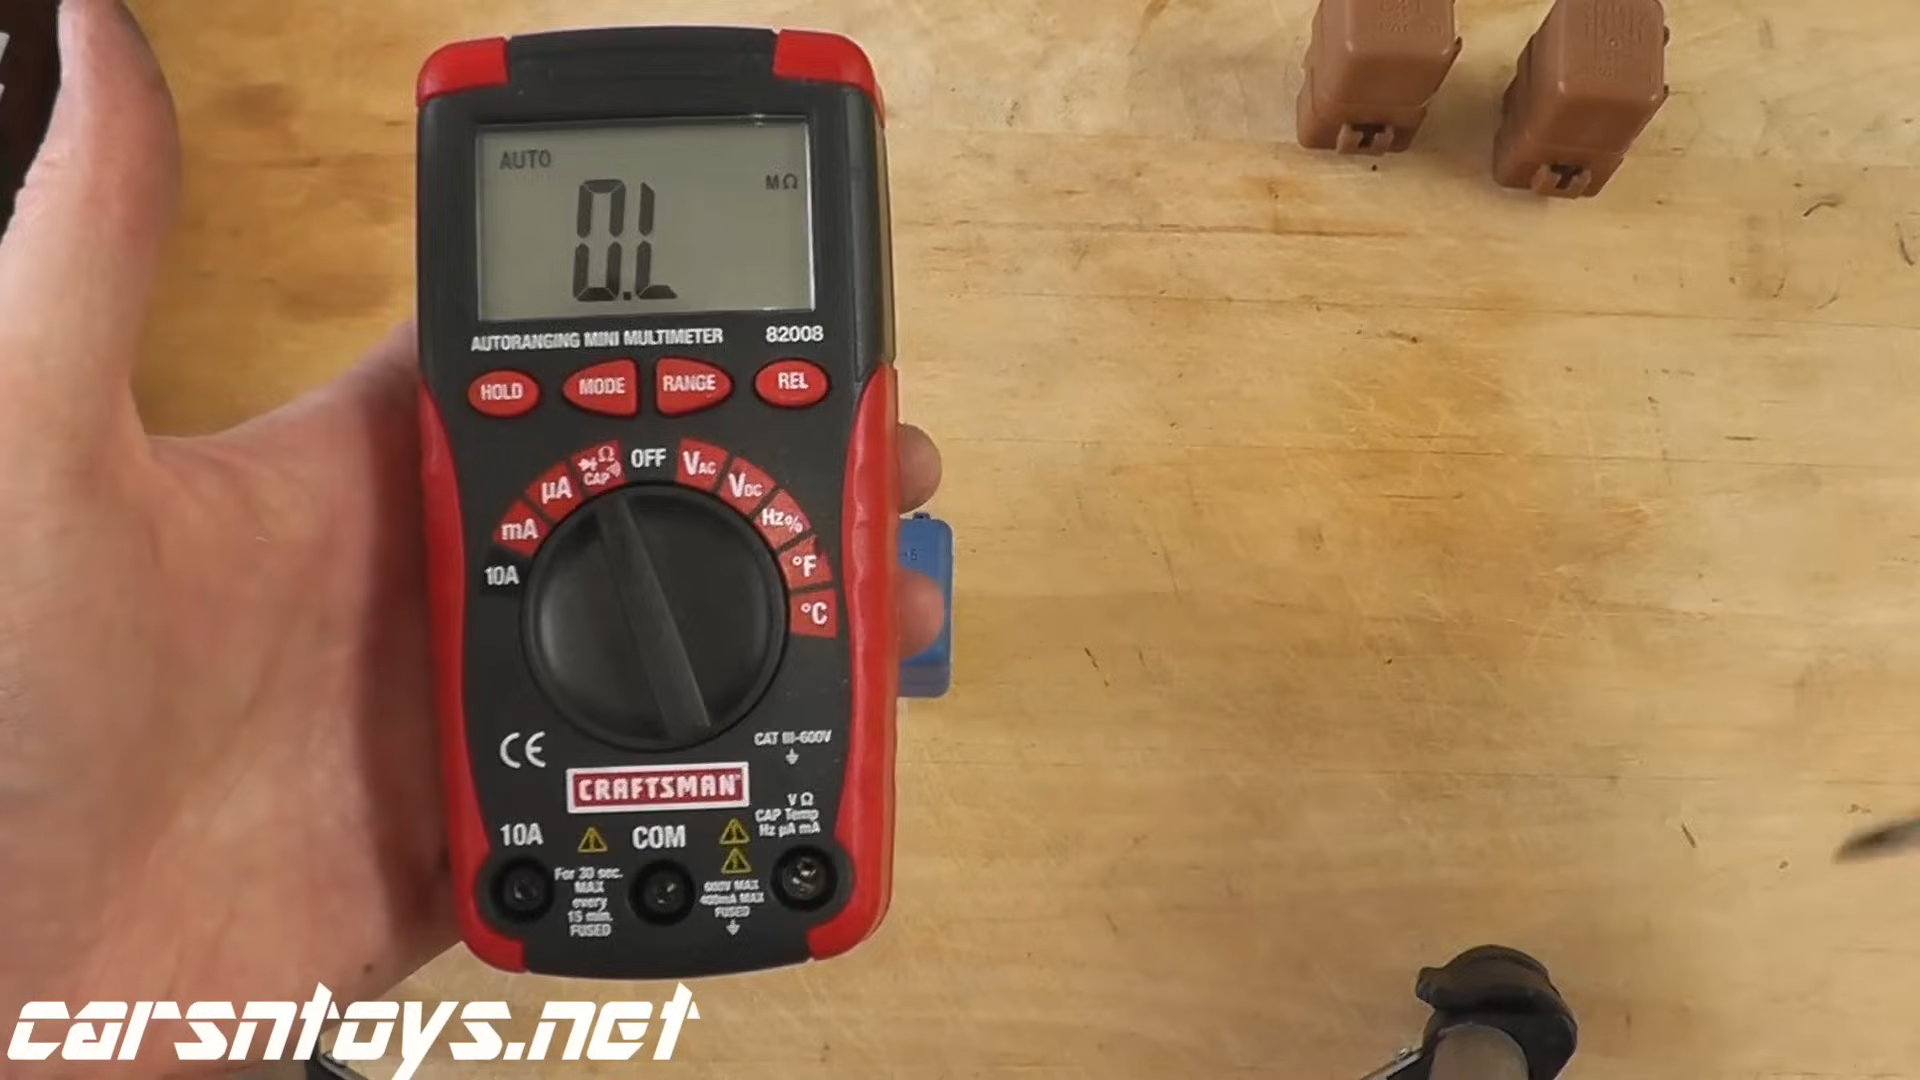 AUTO
MΩ
0.L
AUTORANGING MINI MULTIMETER 82008
HOLD MODE RANGE REL
Ω
CAP
OFF
VAC
VDC
Hz%
°F
°C
µA
mA
10A
CE
CAT III-600V
CRAFTSMAN
10A
COM
V Ω
CAP Temp
Hz µA mA
For 30 sec.
MAX
every
15 min.
FUSED
600V MAX
400mA MAX
FUSED
carsntoys.net